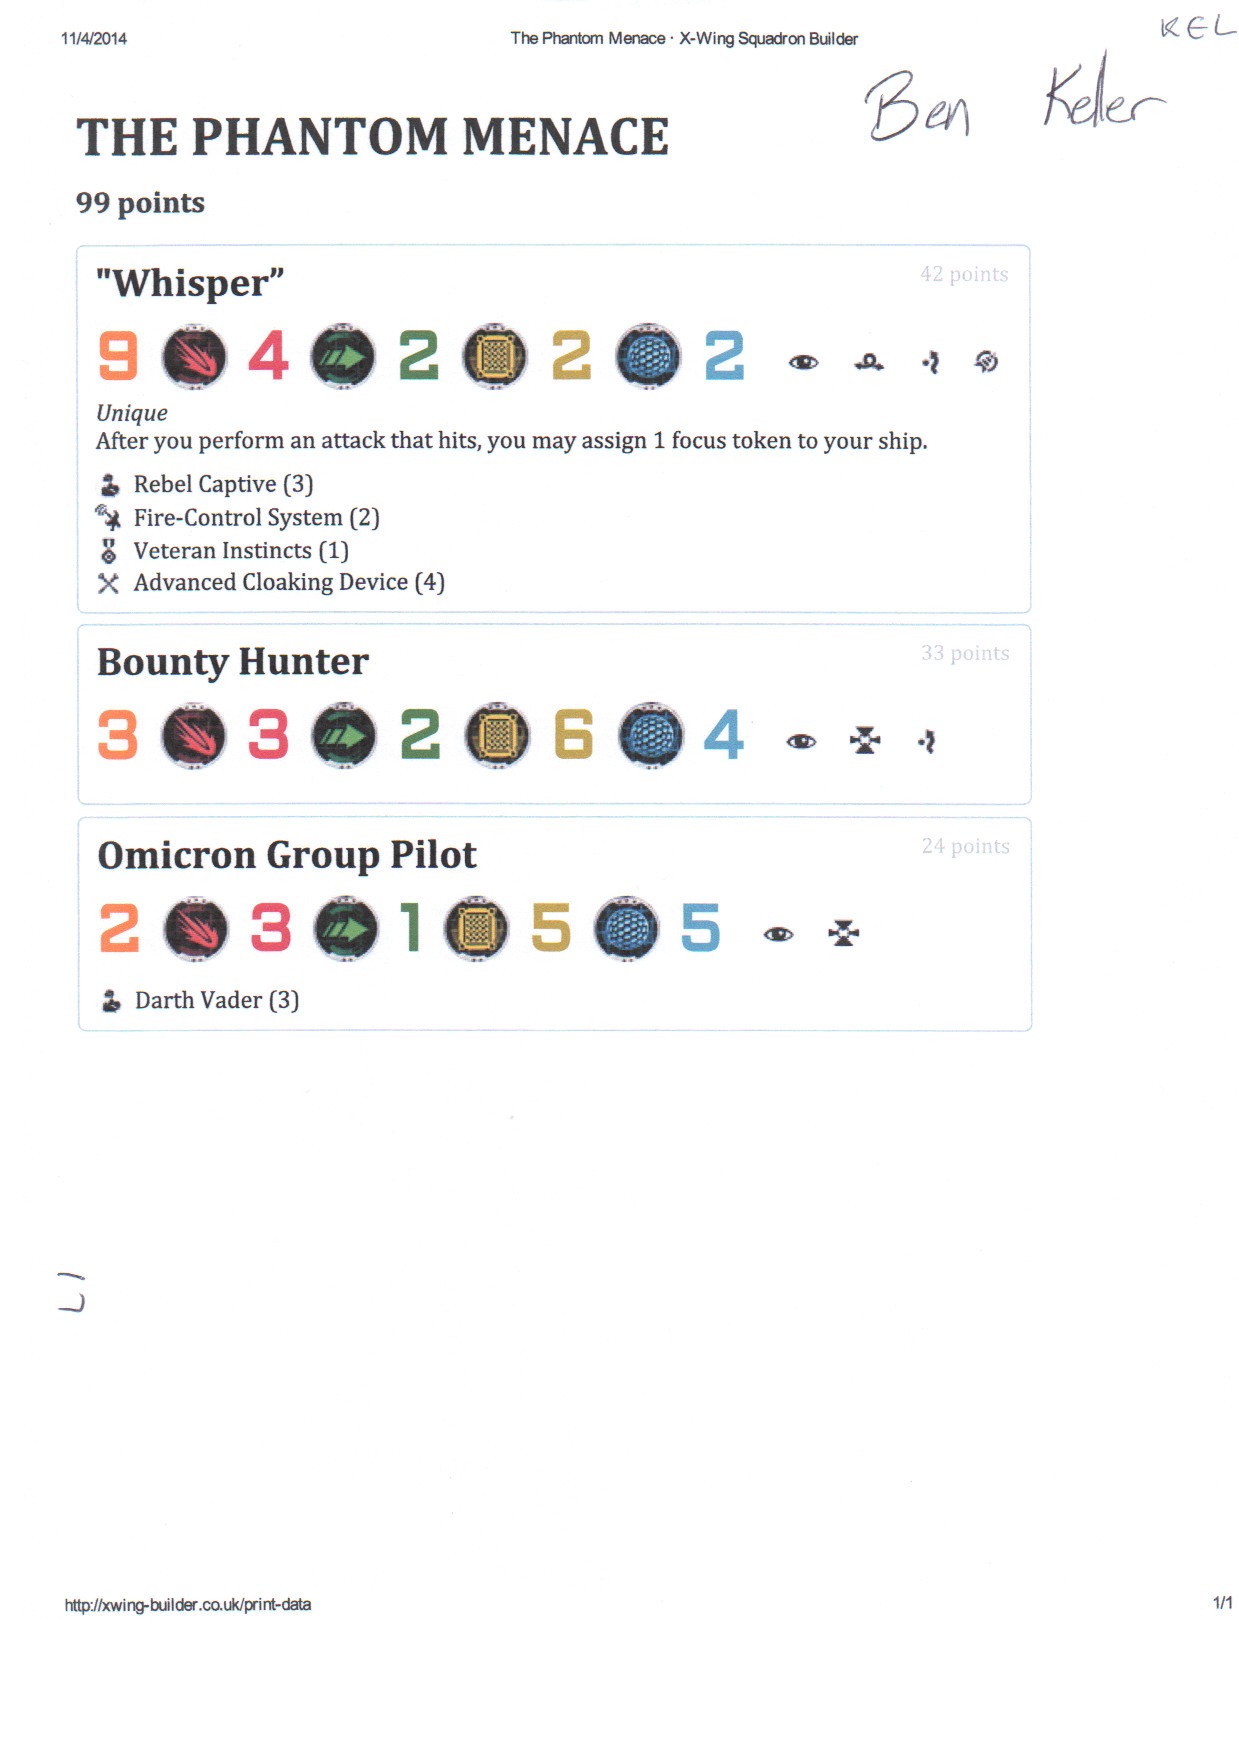 11/4/2014 The Phantom Menace · X-Wing Squadron Builder KEL
Ben Keller
THE PHANTOM MENACE
99 points
"Whisper” 42 points
9 4 2 2 2
Unique
After you perform an attack that hits, you may assign 1 focus token to your ship.
Rebel Captive (3)
Fire-Control System (2)
Veteran Instincts (1)
Advanced Cloaking Device (4)
Bounty Hunter 33 points
3 3 2 6 4
Omicron Group Pilot 24 points
2 3 1 5 5
Darth Vader (3)
http://xwing-builder.co.uk/print-data 1/1